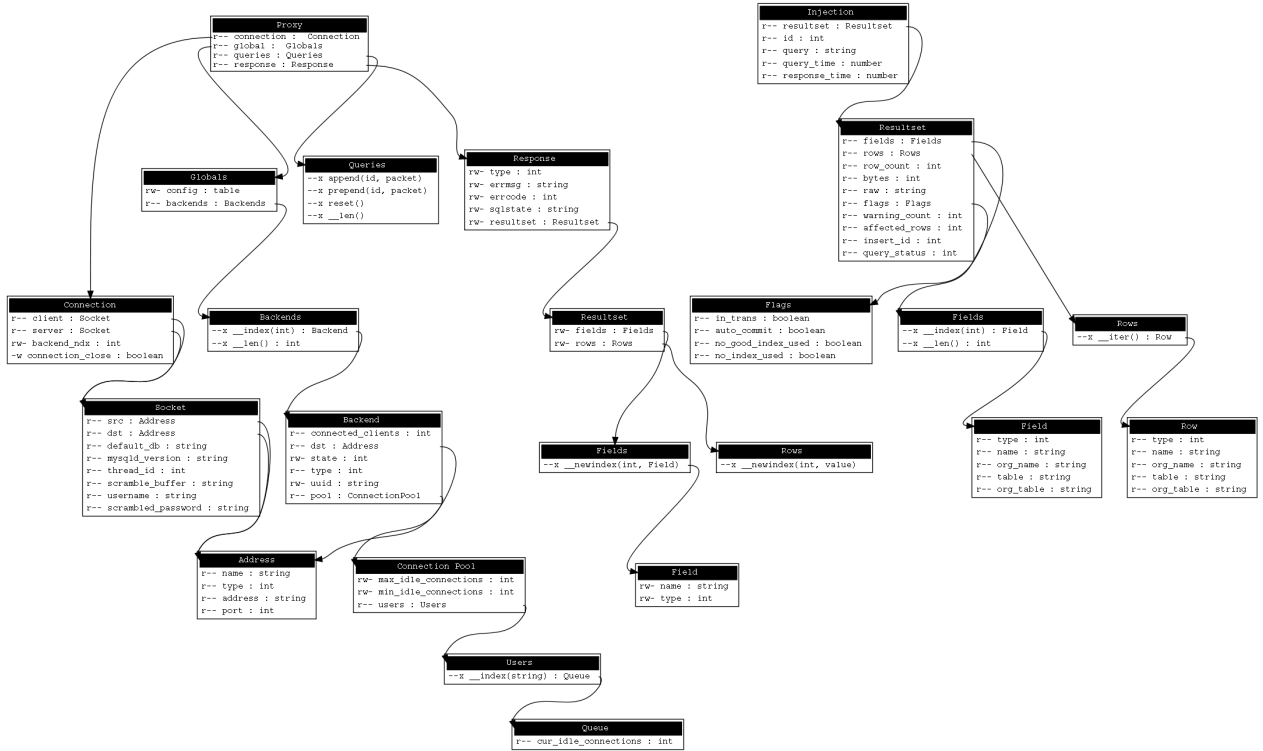 Proxy
r-- connection :  Connection
r-- global :  Globals
r-- queries : Queries
r-- response : Response
Injection
r-- resultset : Resultset
r-- id : int
r-- query : string
r-- query_time : number
r-- response_time : number
Globals
rw- config : table
r-- backends : Backends
Queries
--x append(id, packet)
--x prepend(id, packet)
--x reset()
--x __len()
Response
rw- type : int
rw- errmsg : string
rw- errcode : int
rw- sqlstate : string
rw- resultset : Resultset
Resultset
r-- fields : Fields
r-- rows : Rows
r-- row_count : int
r-- bytes : int
r-- raw : string
r-- flags : Flags
r-- warning_count : int
r-- affected_rows : int
r-- insert_id : int
r-- query_status : int
Connection
r-- client : Socket
r-- server : Socket
rw- backend_ndx : int
-w connection_close : boolean
Backends
--x __index(int) : Backend
--x __len() : int
Resultset
rw- fields : Fields
rw- rows : Rows
Flags
r-- in_trans : boolean
r-- auto_commit : boolean
r-- no_good_index_used : boolean
r-- no_index_used : boolean
Fields
--x __index(int) : Field
--x __len() : int
Rows
--x __iter() : Row
Socket
r-- src : Address
r-- dst : Address
r-- default_db : string
r-- mysqld_version : string
r-- thread_id : int
r-- scramble_buffer : string
r-- username : string
r-- scrambled_password : string
Backend
r-- connected_clients : int
r-- dst : Address
rw- state : int
r-- type : int
rw- uuid : string
r-- pool : ConnectionPool
Fields
--x __newindex(int, Field)
Rows
--x __newindex(int, value)
Field
r-- type : int
r-- name : string
r-- org_name : string
r-- table : string
r-- org_table : string
Row
r-- type : int
r-- name : string
r-- org_name : string
r-- table : string
r-- org_table : string
Address
r-- name : string
r-- type : int
r-- address : string
r-- port : int
Connection Pool
rw- max_idle_connections : int
rw- min_idle_connections : int
r-- users : Users
Field
rw- name : string
rw- type : int
Users
--x __index(string) : Queue
Queue
r-- cur_idle_connections : int